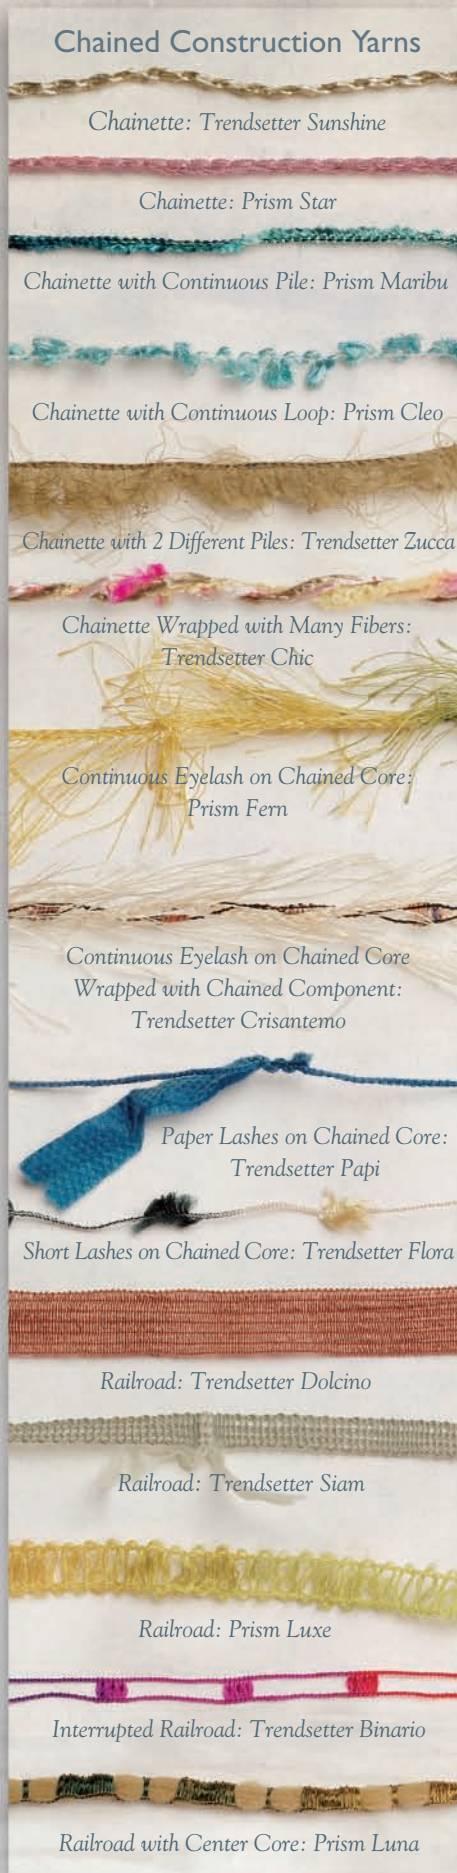 Chained Construction Yarns
Chainette: Trendsetter Sunshine
Chainette: Prism Star
Chainette with Continuous Pile: Prism Maribu
Chainette with Continuous Loop: Prism Cleo
Chainette with 2 Different Piles: Trendsetter Zucca
Chainette Wrapped with Many Fibers:
Trendsetter Chic
Continuous Eyelash on Chained Core:
Prism Fern
Continuous Eyelash on Chained Core
Wrapped with Chained Component:
Trendsetter Crisantemo
Paper Lashes on Chained Core:
Trendsetter Papi
Short Lashes on Chained Core: Trendsetter Flora
Railroad: Trendsetter Dolcino
Railroad: Trendsetter Siam
Railroad: Prism Luxe
Interrupted Railroad: Trendsetter Binario
Railroad with Center Core: Prism Luna